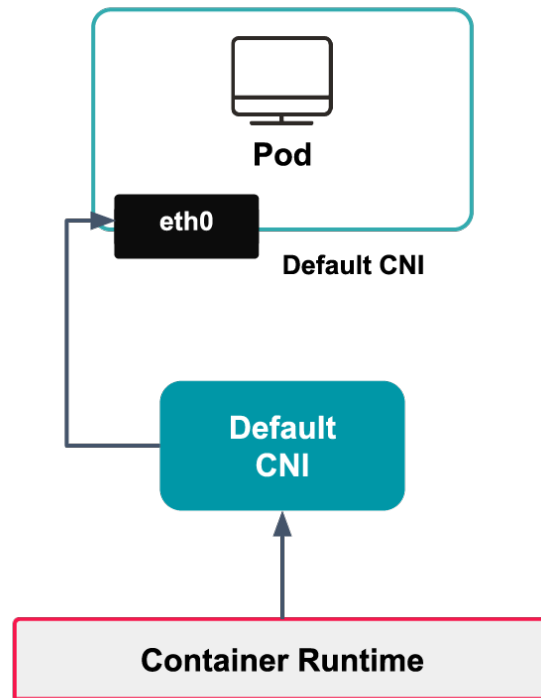 Pod
eth0
Default CNI
Default
CNI
Container Runtime